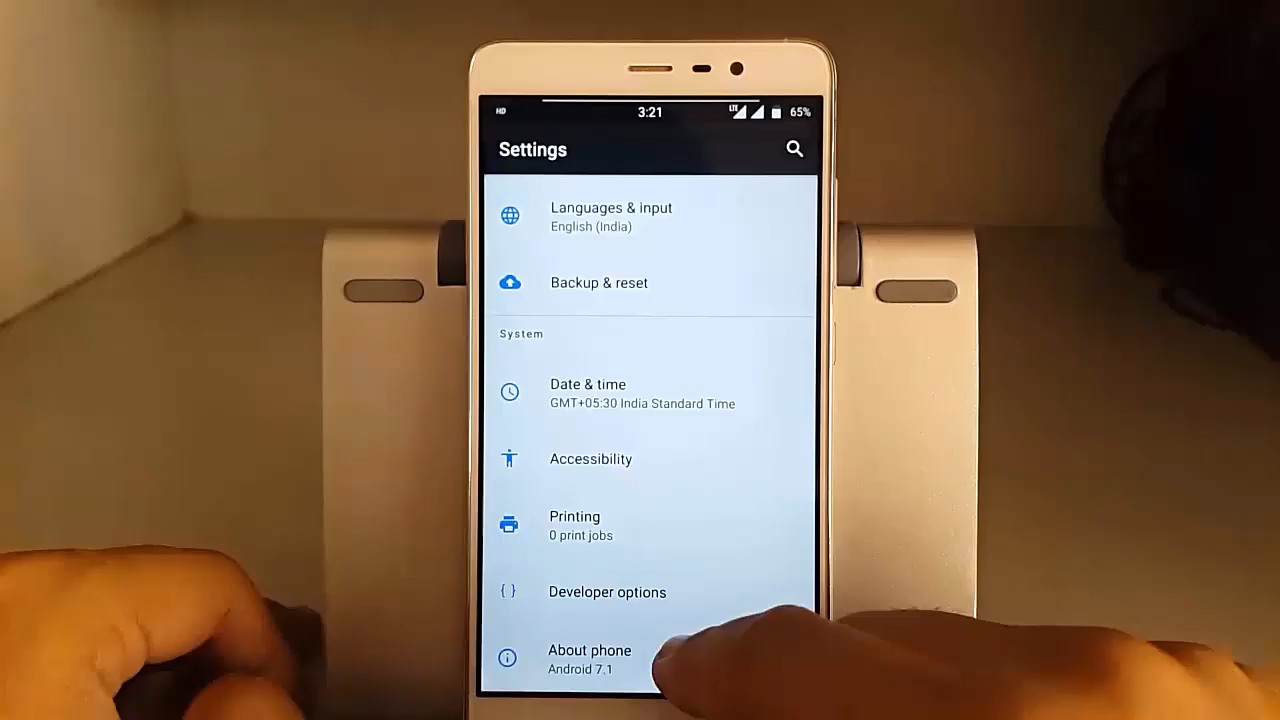 HD 3:21 LTE 65%
Settings
Languages & input
English (India)
Backup & reset
System
Date & time
GMT+05:30 India Standard Time
Accessibility
Printing
0 print jobs
{ } Developer options
About phone
Android 7.1